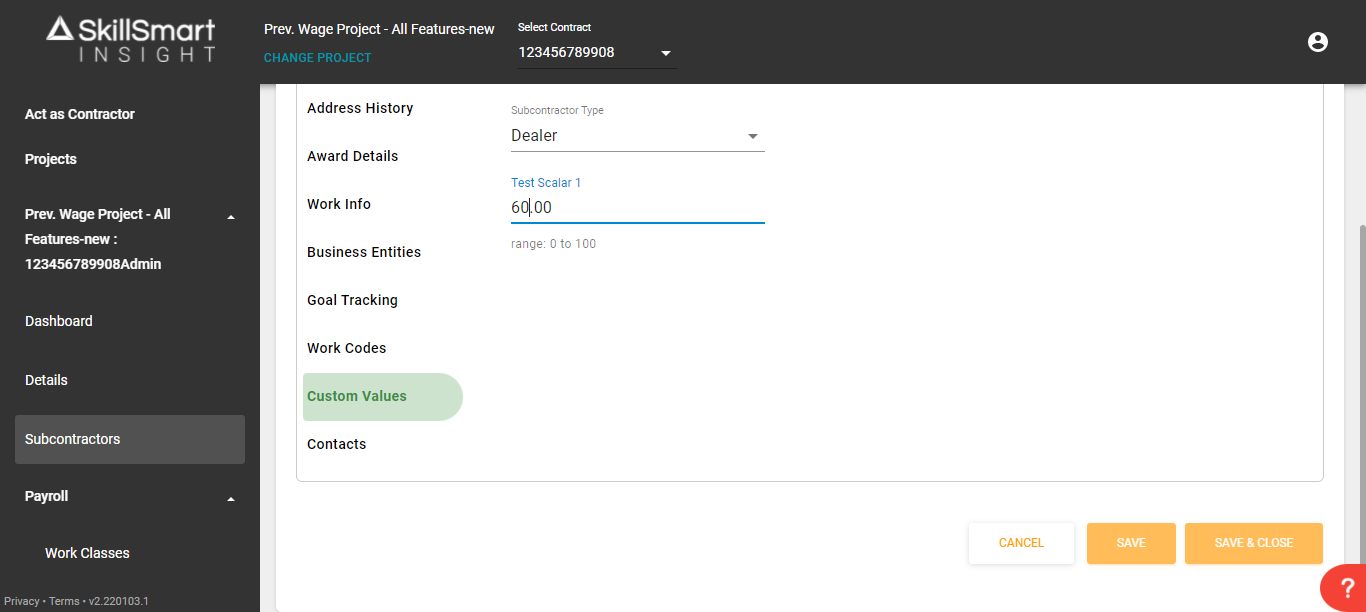 SkillSmart
INSIGHT
Prev. Wage Project - All Features-new
CHANGE PROJECT
Select Contract
123456789908
Act as Contractor
Projects
Prev. Wage Project - All
Features-new :
123456789908Admin
Dashboard
Details
Subcontractors
Payroll
Work Classes
Privacy • Terms • v2.220103.1
Address History
Award Details
Work Info
Business Entities
Goal Tracking
Work Codes
Custom Values
Contacts
Subcontractor Type
Dealer
Test Scalar 1
60.00
range: 0 to 100
CANCEL
SAVE
SAVE & CLOSE
?